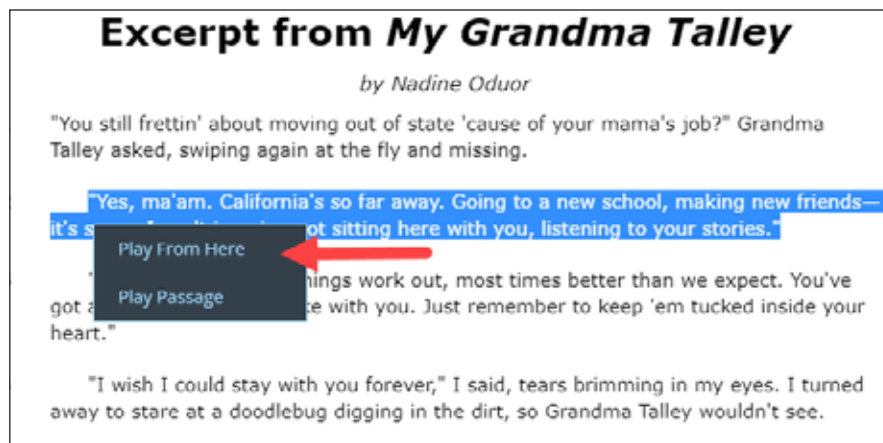 Excerpt from My Grandma Talley
by Nadine Oduor
"You still frettin' about moving out of state 'cause of your mama's job?" Grandma
Talley asked, swiping again at the fly and missing.
"Yes, ma'am. California's so far away. Going to a new school, making new friends—
it's sitting here with you, listening to your stories."
Play From Here
work out, most times better than we expect. You've
Play Passage
got with you. Just remember to keep 'em tucked inside your
heart."
"I wish I could stay with you forever," I said, tears brimming in my eyes. I turned
away to stare at a doodlebug digging in the dirt, so Grandma Talley wouldn't see.